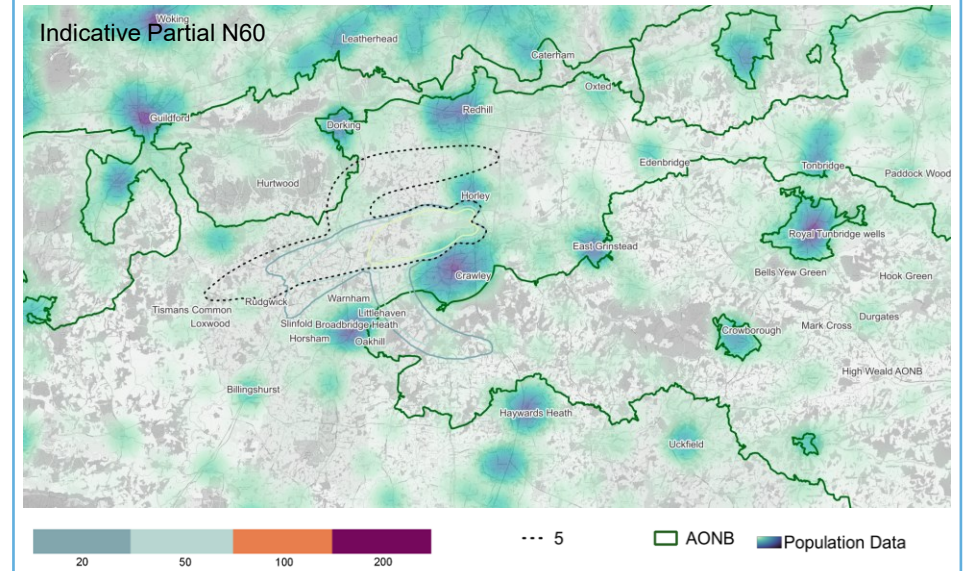 Indicative Partial N60
Woking
Leatherhead
Caterham
Oxted
Guildford
Redhill
Dorking
Edenbridge
Tonbridge
Paddock Wood
Hurtwood
Horley
Royal Tunbridge wells
East Grinstead
Crawley
Bells Yew Green
Hook Green
Rudgwick
Warnham
Tismans Common
Littlehaven
Loxwood
Slinfold
Broadbridge Heath
Durgates
Mark Cross
Crowborough
Horsham
Oakhill
High Weald AONB
Billingshurst
Haywards Heath
Uckfield
5
AONB
Population Data
20
50
100
200